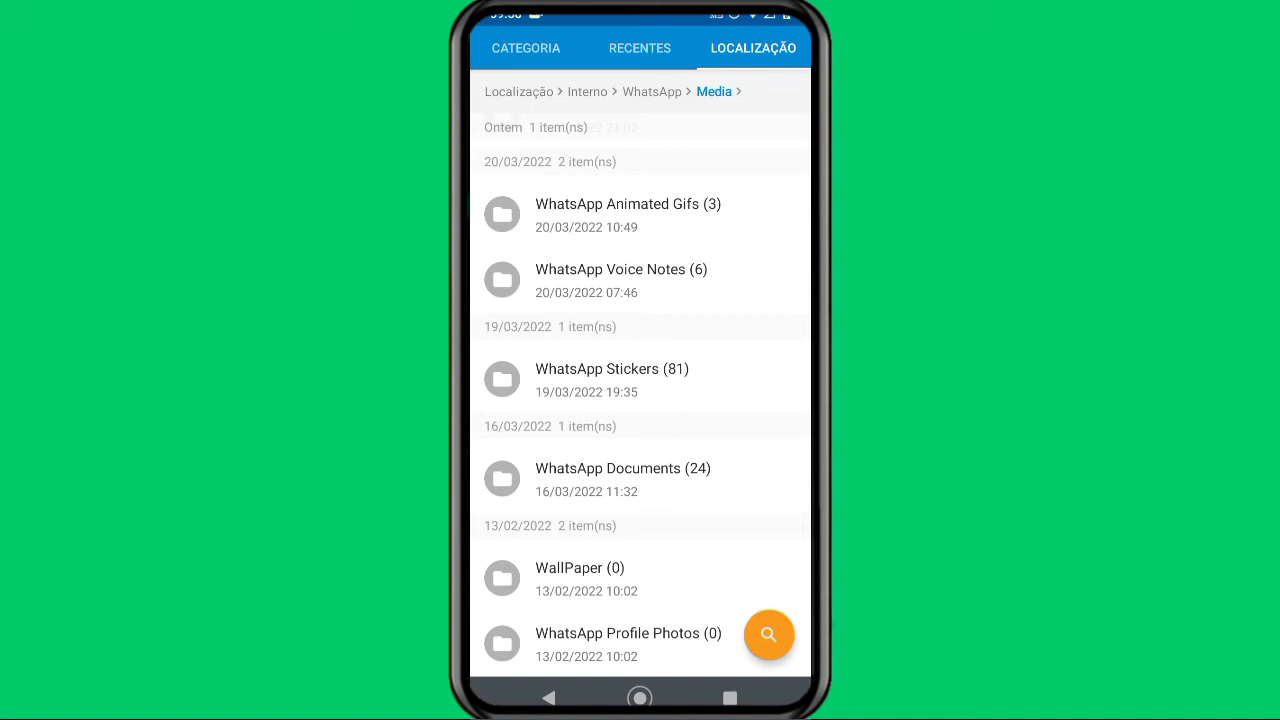 CATEGORIA RECENTES LOCALIZAÇÃO
Localização > Interno > WhatsApp > Media >
Ontem 1 item(ns)
20/03/2022 2 item(ns)
WhatsApp Animated Gifs (3)
20/03/2022 10:49
WhatsApp Voice Notes (6)
20/03/2022 07:46
19/03/2022 1 item(ns)
WhatsApp Stickers (81)
19/03/2022 19:35
16/03/2022 1 item(ns)
WhatsApp Documents (24)
16/03/2022 11:32
13/02/2022 2 item(ns)
WallPaper (0)
13/02/2022 10:02
WhatsApp Profile Photos (0)
13/02/2022 10:02